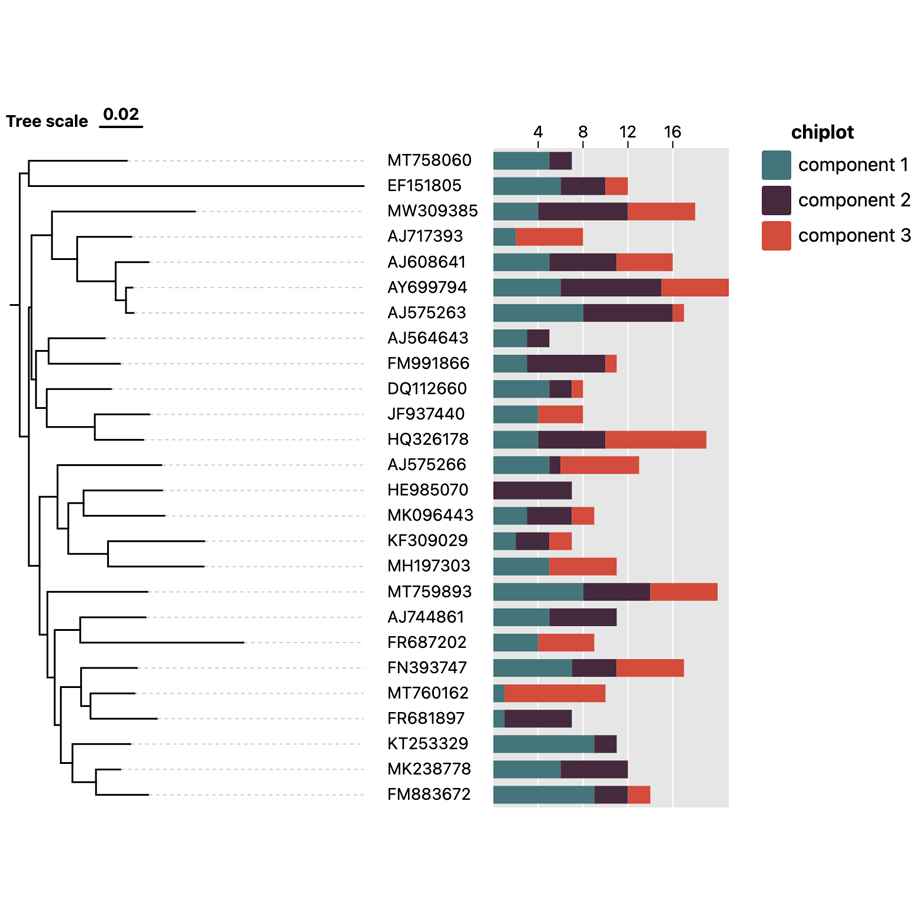 Tree scale 0.02
4 8 12 16
chiplot
component 1
component 2
component 3
MT758060
EF151805
MW309385
AJ717393
AJ608641
AY699794
AJ575263
AJ564643
FM991866
DQ112660
JF937440
HQ326178
AJ575266
HE985070
MK096443
KF309029
MH197303
MT759893
AJ744861
FR687202
FN393747
MT760162
FR681897
KT253329
MK238778
FM883672